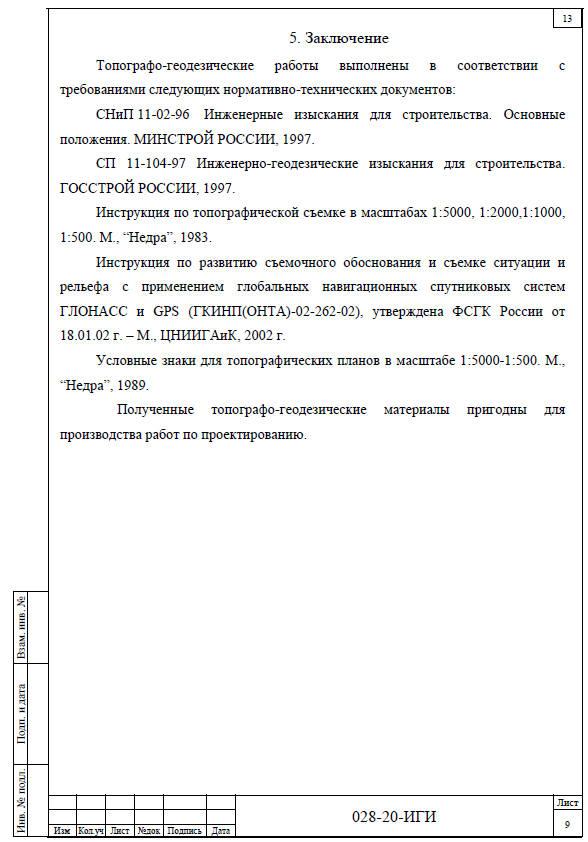 13
5. Заключение
Топографо-геодезические работы выполнены в соответствии с
требованиями следующих нормативно-технических документов:
СНиП 11-02-96 Инженерные изыскания для строительства. Основные
положения. МИНСТРОЙ РОССИИ, 1997.
СП 11-104-97 Инженерно-геодезические изыскания для строительства.
ГОССТРОЙ РОССИИ, 1997.
Инструкция по топографической съемке в масштабах 1:5000, 1:2000,1:1000,
1:500. М., “Недра”, 1983.
Инструкция по развитию съемочного обоснования и съемке ситуации и
рельефа с применением глобальных навигационных спутниковых систем
ГЛОНАСС и GPS (ГКИНП(ОНТА)-02-262-02), утверждена ФСГК России от
18.01.02 г. – М., ЦНИИГАиК, 2002 г.
Условные знаки для топографических планов в масштабе 1:5000-1:500. М.,
“Недра”, 1989.
Полученные топографо-геодезические материалы пригодны для
производства работ по проектированию.
Взам. инв. №
Подп. и дата
Инв. № подл.
Изм Кол.уч Лист №док Подпись Дата
028-20-ИГИ
Лист
9